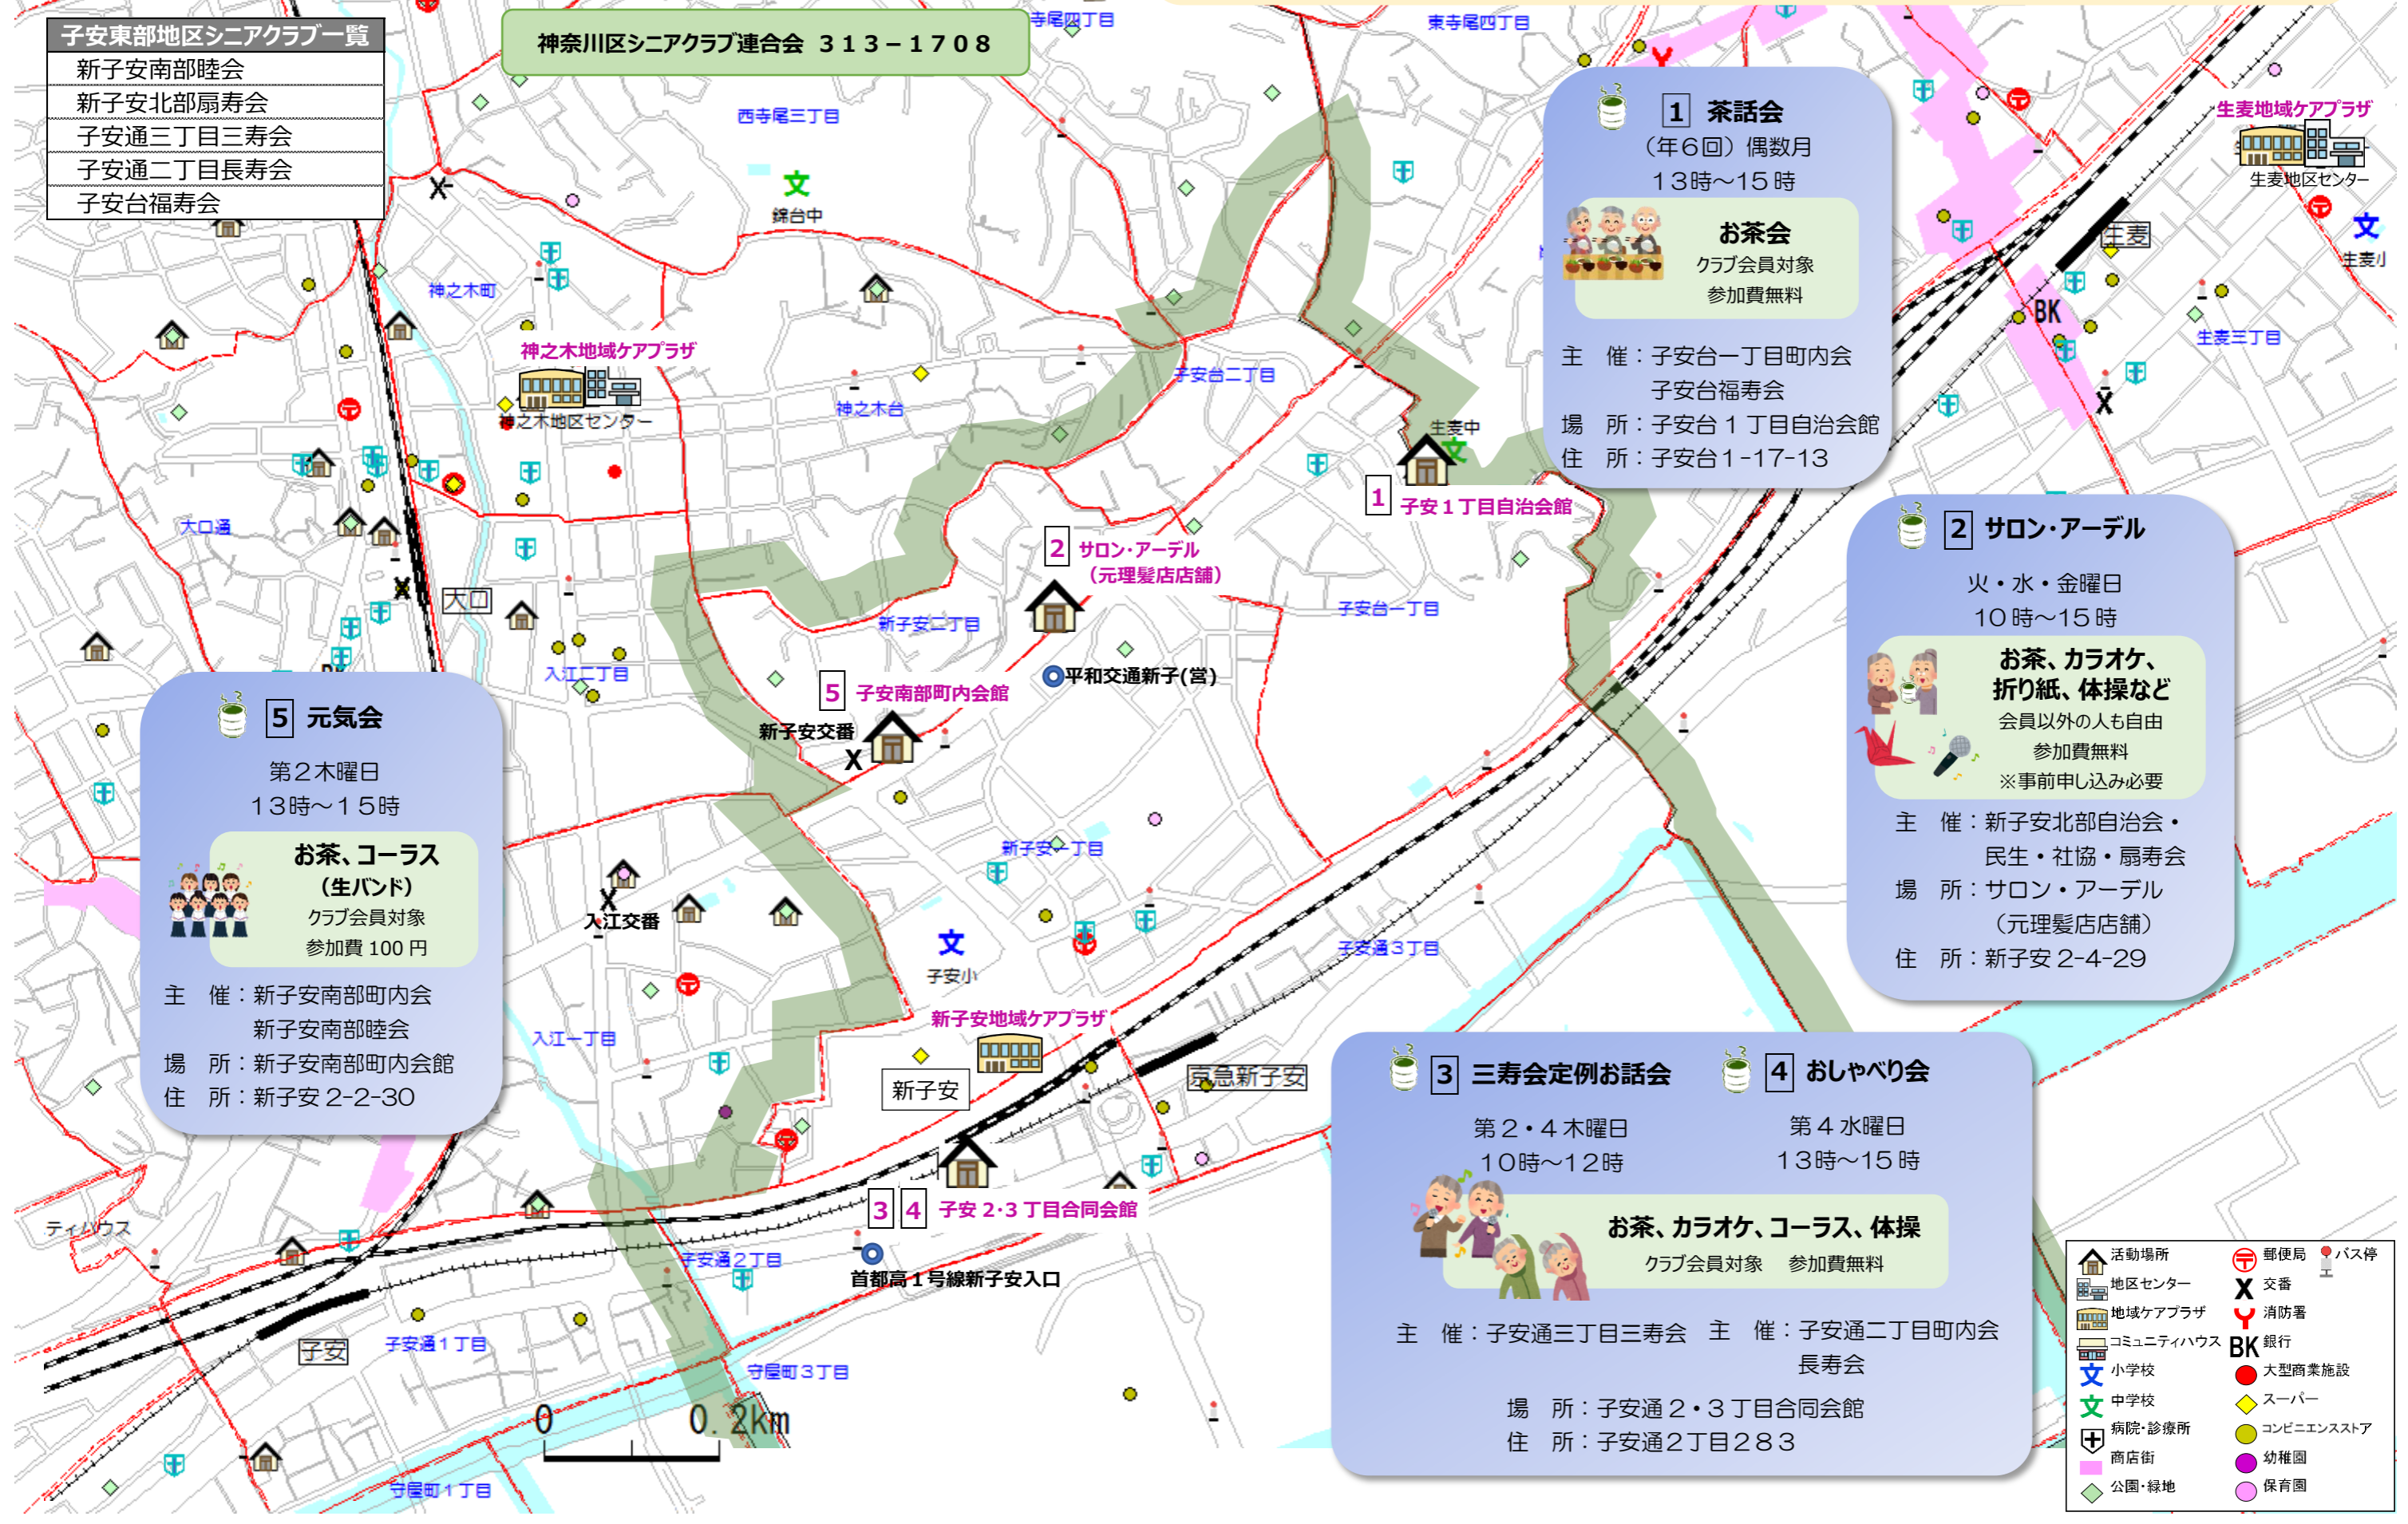 子安東部地区シニアクラブ一覧
新子安南部睦会
新子安北部扇寿会
子安通三丁目三寿会
子安通二丁目長寿会
子安台福寿会
神奈川区シニアクラブ連合会 313-1708
寺尾四丁目
東寺尾四丁目
西寺尾三丁目
錦台中
神之木町
神之木地域ケアプラザ
神之木地区センター
神之木台
子安台二丁目
生麦中
1 子安1丁目自治会館
大口通
大口
2 サロン・アーデル
（元理髪店店舗）
新子安二丁目
子安台一丁目
入江二丁目
平和交通新子(営)
5 子安南部町内会館
新子安交番
入江交番
新子安一丁目
子安小
子安通3丁目
入江一丁目
新子安地域ケアプラザ
新子安
京急新子安
3 4 子安2・3丁目合同会館
首都高1号線新子安入口
ティハウス
子安通2丁目
子安
子安通1丁目
守屋町3丁目
守屋町1丁目
0 0.2km
生麦地域ケアプラザ
生麦地区センター
生麦
生麦小
BK
生麦三丁目
1 茶話会
（年6回）偶数月
13時～15時
お茶会
クラブ会員対象
参加費無料
主 催：子安台一丁目町内会
子安台福寿会
場 所：子安台1丁目自治会館
住 所：子安台1-17-13
2 サロン・アーデル
火・水・金曜日
10時～15時
お茶、カラオケ、
折り紙、体操など
会員以外の人も自由
参加費無料
※事前申し込み必要
主 催：新子安北部自治会・
民生・社協・扇寿会
場 所：サロン・アーデル
（元理髪店店舗）
住 所：新子安2-4-29
5 元気会
第2木曜日
13時～15時
お茶、コーラス
（生バンド）
クラブ会員対象
参加費100円
主 催：新子安南部町内会
新子安南部睦会
場 所：新子安南部町内会館
住 所：新子安2-2-30
3 三寿会定例お話会
第2・4木曜日
10時～12時
4 おしゃべり会
第4水曜日
13時～15時
お茶、カラオケ、コーラス、体操
クラブ会員対象 参加費無料
主 催：子安通三丁目三寿会
主 催：子安通二丁目町内会
長寿会
場 所：子安通2・3丁目合同会館
住 所：子安通2丁目283
活動場所
地区センター
地域ケアプラザ
コミュニティハウス
文 小学校
文 中学校
病院・診療所
商店街
公園・緑地
郵便局
バス停
交番
消防署
BK 銀行
大型商業施設
スーパー
コンビニエンスストア
幼稚園
保育園